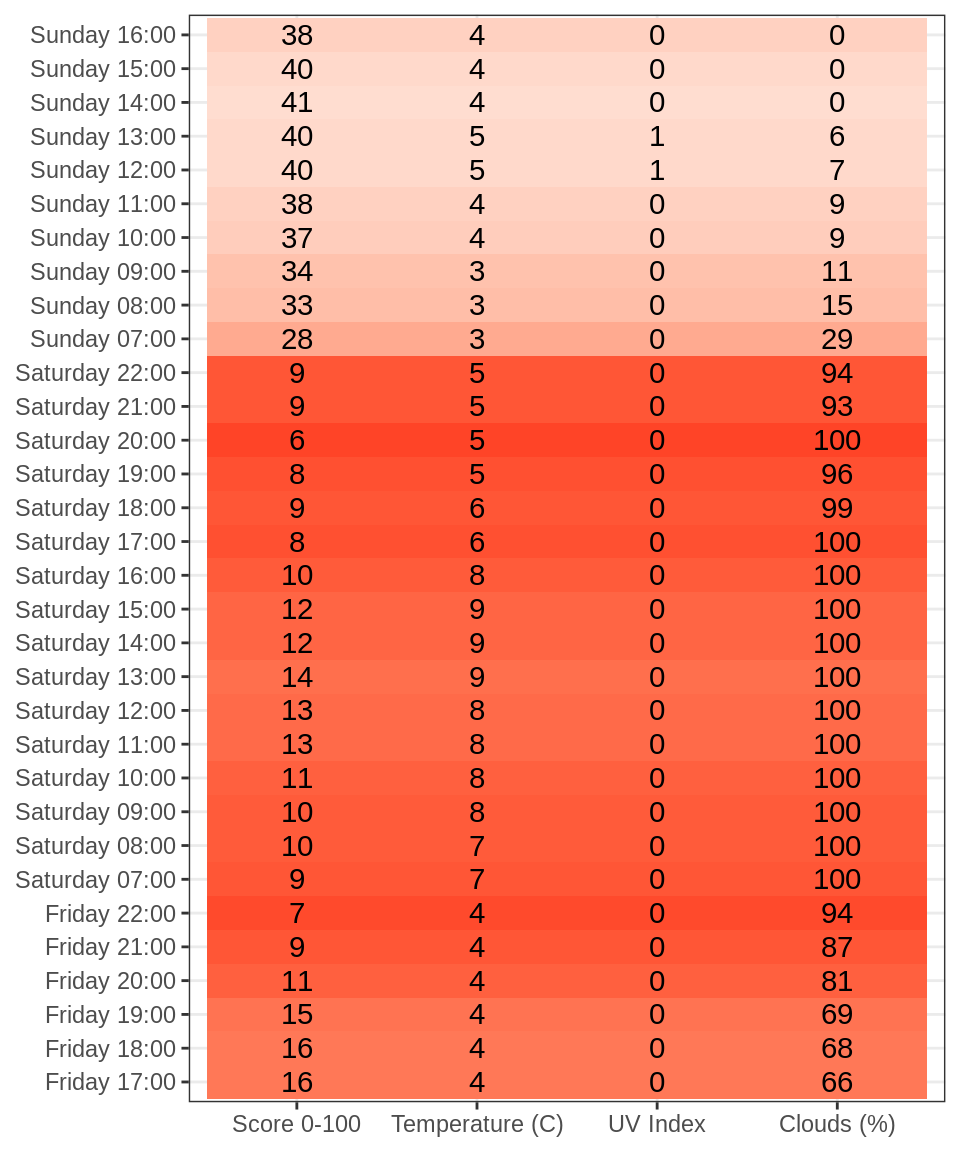 Sunday 16:00 38 4 0 0
Sunday 15:00 40 4 0 0
Sunday 14:00 41 4 0 0
Sunday 13:00 40 5 1 6
Sunday 12:00 40 5 1 7
Sunday 11:00 38 4 0 9
Sunday 10:00 37 4 0 9
Sunday 09:00 34 3 0 11
Sunday 08:00 33 3 0 15
Sunday 07:00 28 3 0 29
Saturday 22:00 9 5 0 94
Saturday 21:00 9 5 0 93
Saturday 20:00 6 5 0 100
Saturday 19:00 8 5 0 96
Saturday 18:00 9 6 0 99
Saturday 17:00 8 6 0 100
Saturday 16:00 10 8 0 100
Saturday 15:00 12 9 0 100
Saturday 14:00 12 9 0 100
Saturday 13:00 14 9 0 100
Saturday 12:00 13 8 0 100
Saturday 11:00 13 8 0 100
Saturday 10:00 11 8 0 100
Saturday 09:00 10 8 0 100
Saturday 08:00 10 7 0 100
Saturday 07:00 9 7 0 100
Friday 22:00 7 4 0 94
Friday 21:00 9 4 0 87
Friday 20:00 11 4 0 81
Friday 19:00 15 4 0 69
Friday 18:00 16 4 0 68
Friday 17:00 16 4 0 66
Score 0-100 Temperature (C) UV Index Clouds (%)